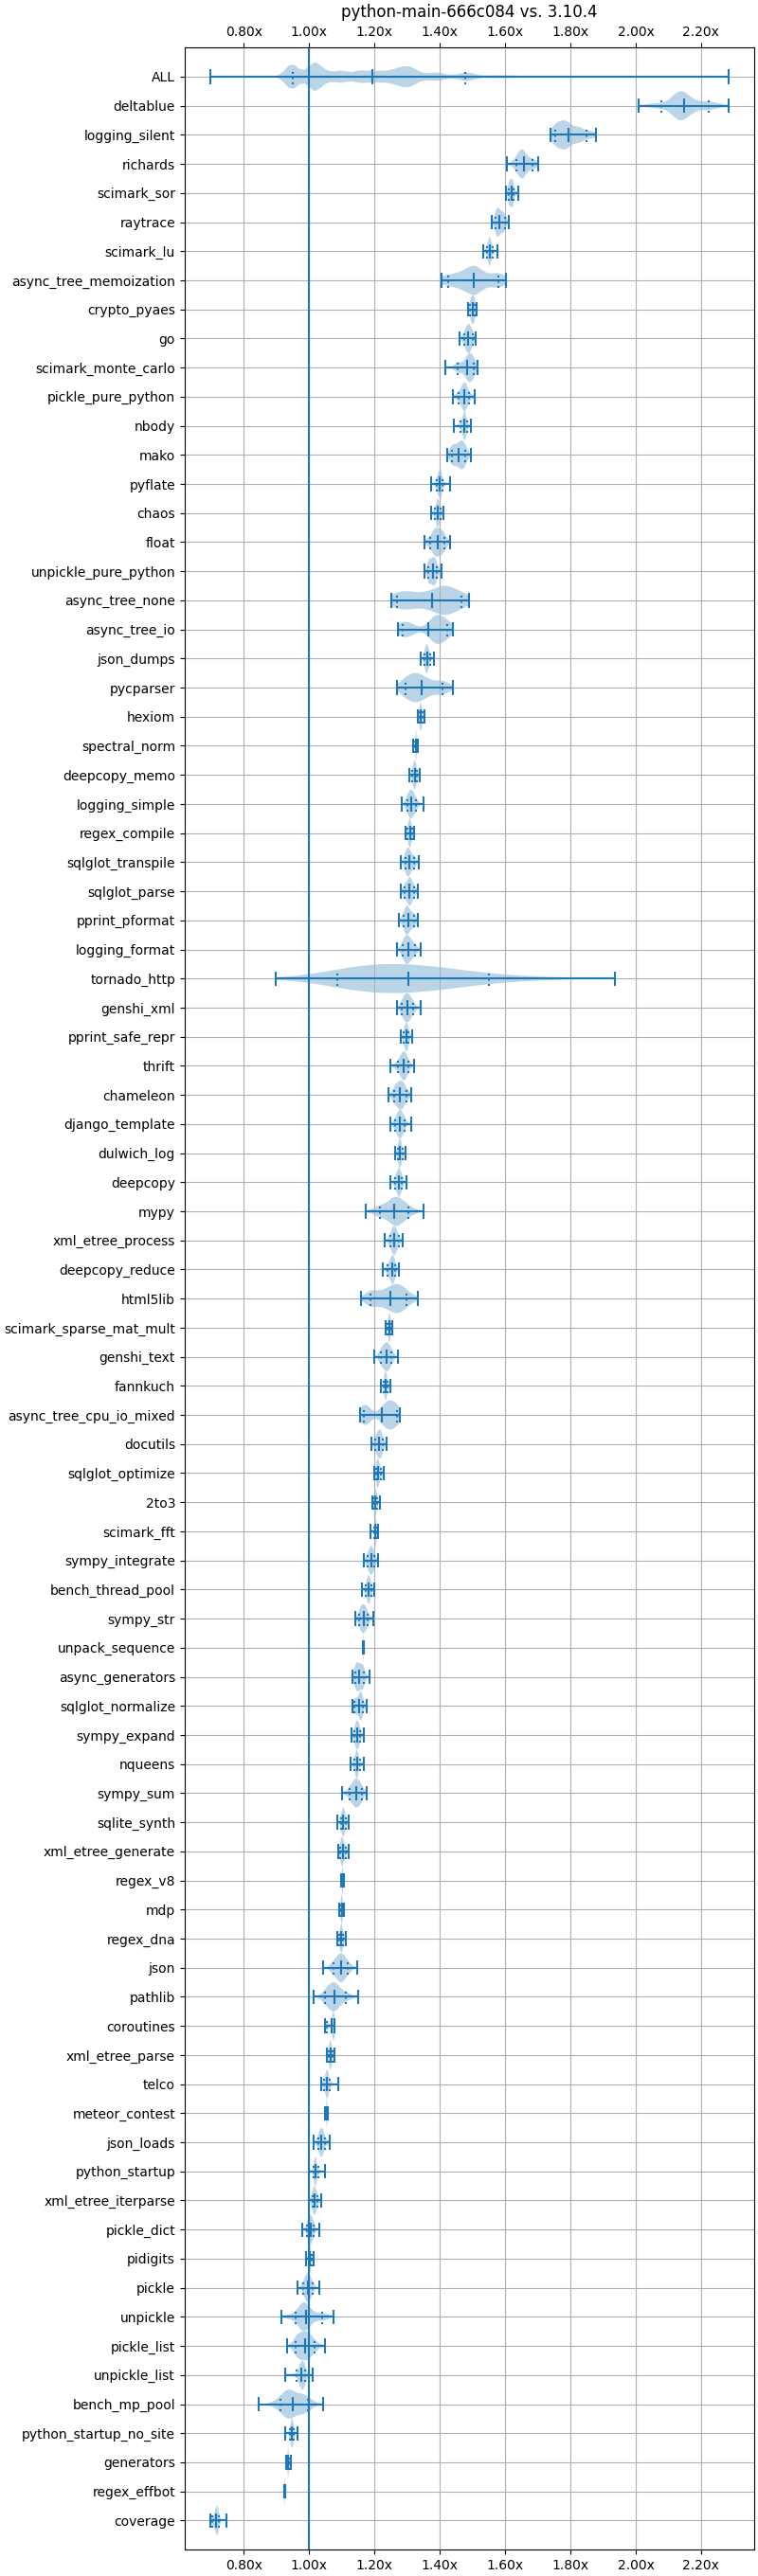 python-main-666c084 vs. 3.10.4
0.80x 1.00x 1.20x 1.40x 1.60x 1.80x 2.00x 2.20x
ALL
deltablue
logging_silent
richards
scimark_sor
raytrace
scimark_lu
async_tree_memoization
crypto_pyaes
go
scimark_monte_carlo
pickle_pure_python
nbody
mako
pyflate
chaos
float
unpickle_pure_python
async_tree_none
async_tree_io
json_dumps
pycparser
hexiom
spectral_norm
deepcopy_memo
logging_simple
regex_compile
sqlglot_transpile
sqlglot_parse
pprint_pformat
logging_format
tornado_http
genshi_xml
pprint_safe_repr
thrift
chameleon
django_template
dulwich_log
deepcopy
mypy
xml_etree_process
deepcopy_reduce
html5lib
scimark_sparse_mat_mult
genshi_text
fannkuch
async_tree_cpu_io_mixed
docutils
sqlglot_optimize
2to3
scimark_fft
sympy_integrate
bench_thread_pool
sympy_str
unpack_sequence
async_generators
sqlglot_normalize
sympy_expand
nqueens
sympy_sum
sqlite_synth
xml_etree_generate
regex_v8
mdp
regex_dna
json
pathlib
coroutines
xml_etree_parse
telco
meteor_contest
json_loads
python_startup
xml_etree_iterparse
pickle_dict
pidigits
pickle
unpickle
pickle_list
unpickle_list
bench_mp_pool
python_startup_no_site
generators
regex_effbot
coverage
0.80x 1.00x 1.20x 1.40x 1.60x 1.80x 2.00x 2.20x